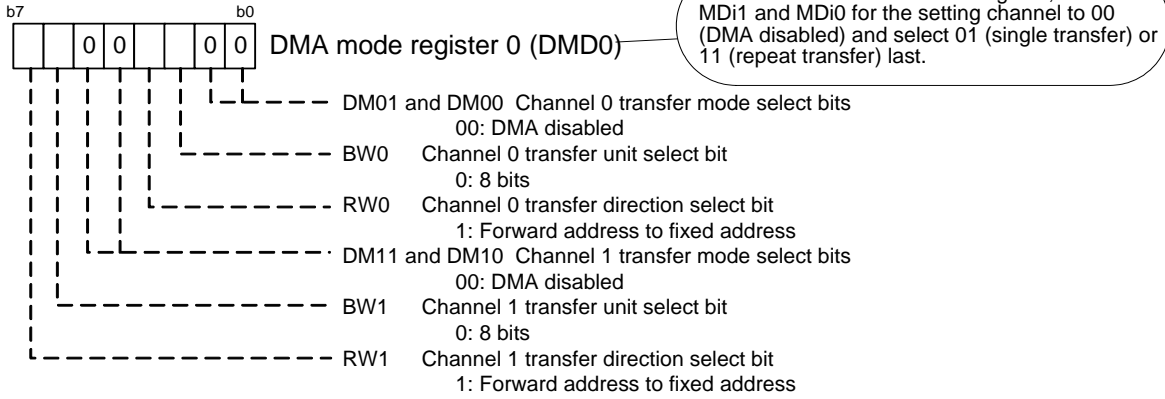 b7 b0
0 0 0 0 DMA mode register 0 (DMD0)
MDi1 and MDi0 for the setting channel to 00
(DMA disabled) and select 01 (single transfer) or
11 (repeat transfer) last.
DM01 and DM00 Channel 0 transfer mode select bits
00: DMA disabled
BW0 Channel 0 transfer unit select bit
0: 8 bits
RW0 Channel 0 transfer direction select bit
1: Forward address to fixed address
DM11 and DM10 Channel 1 transfer mode select bits
00: DMA disabled
BW1 Channel 1 transfer unit select bit
0: 8 bits
RW1 Channel 1 transfer direction select bit
1: Forward address to fixed address